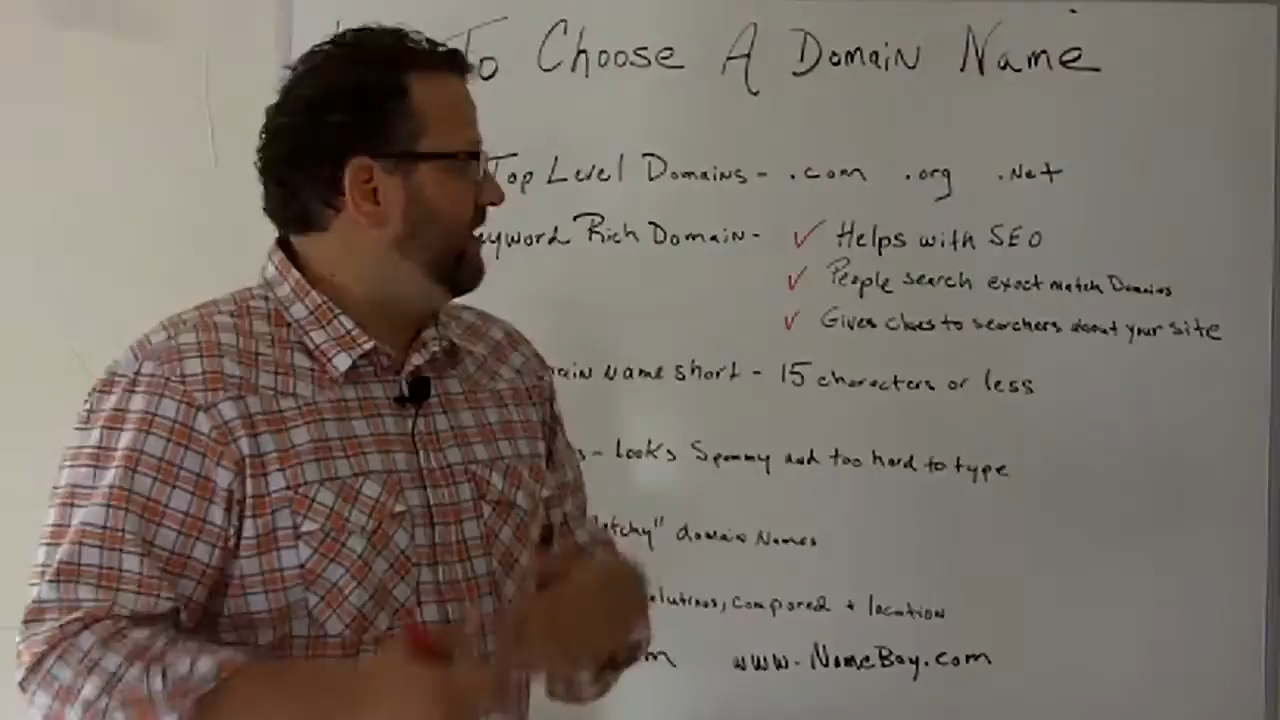 To Choose A Domain Name
Top Level Domains - .com .org .Net
eyword Rich Domain - ✓ Helps with SEO
✓ People search exact match Domains
✓ Gives clues to searchers about your site
ain Name short - 15 characters or less
s - looks Spammy and too hard to type
atchy" domain Names
olutions, compared + location
m www.NameBoy.com